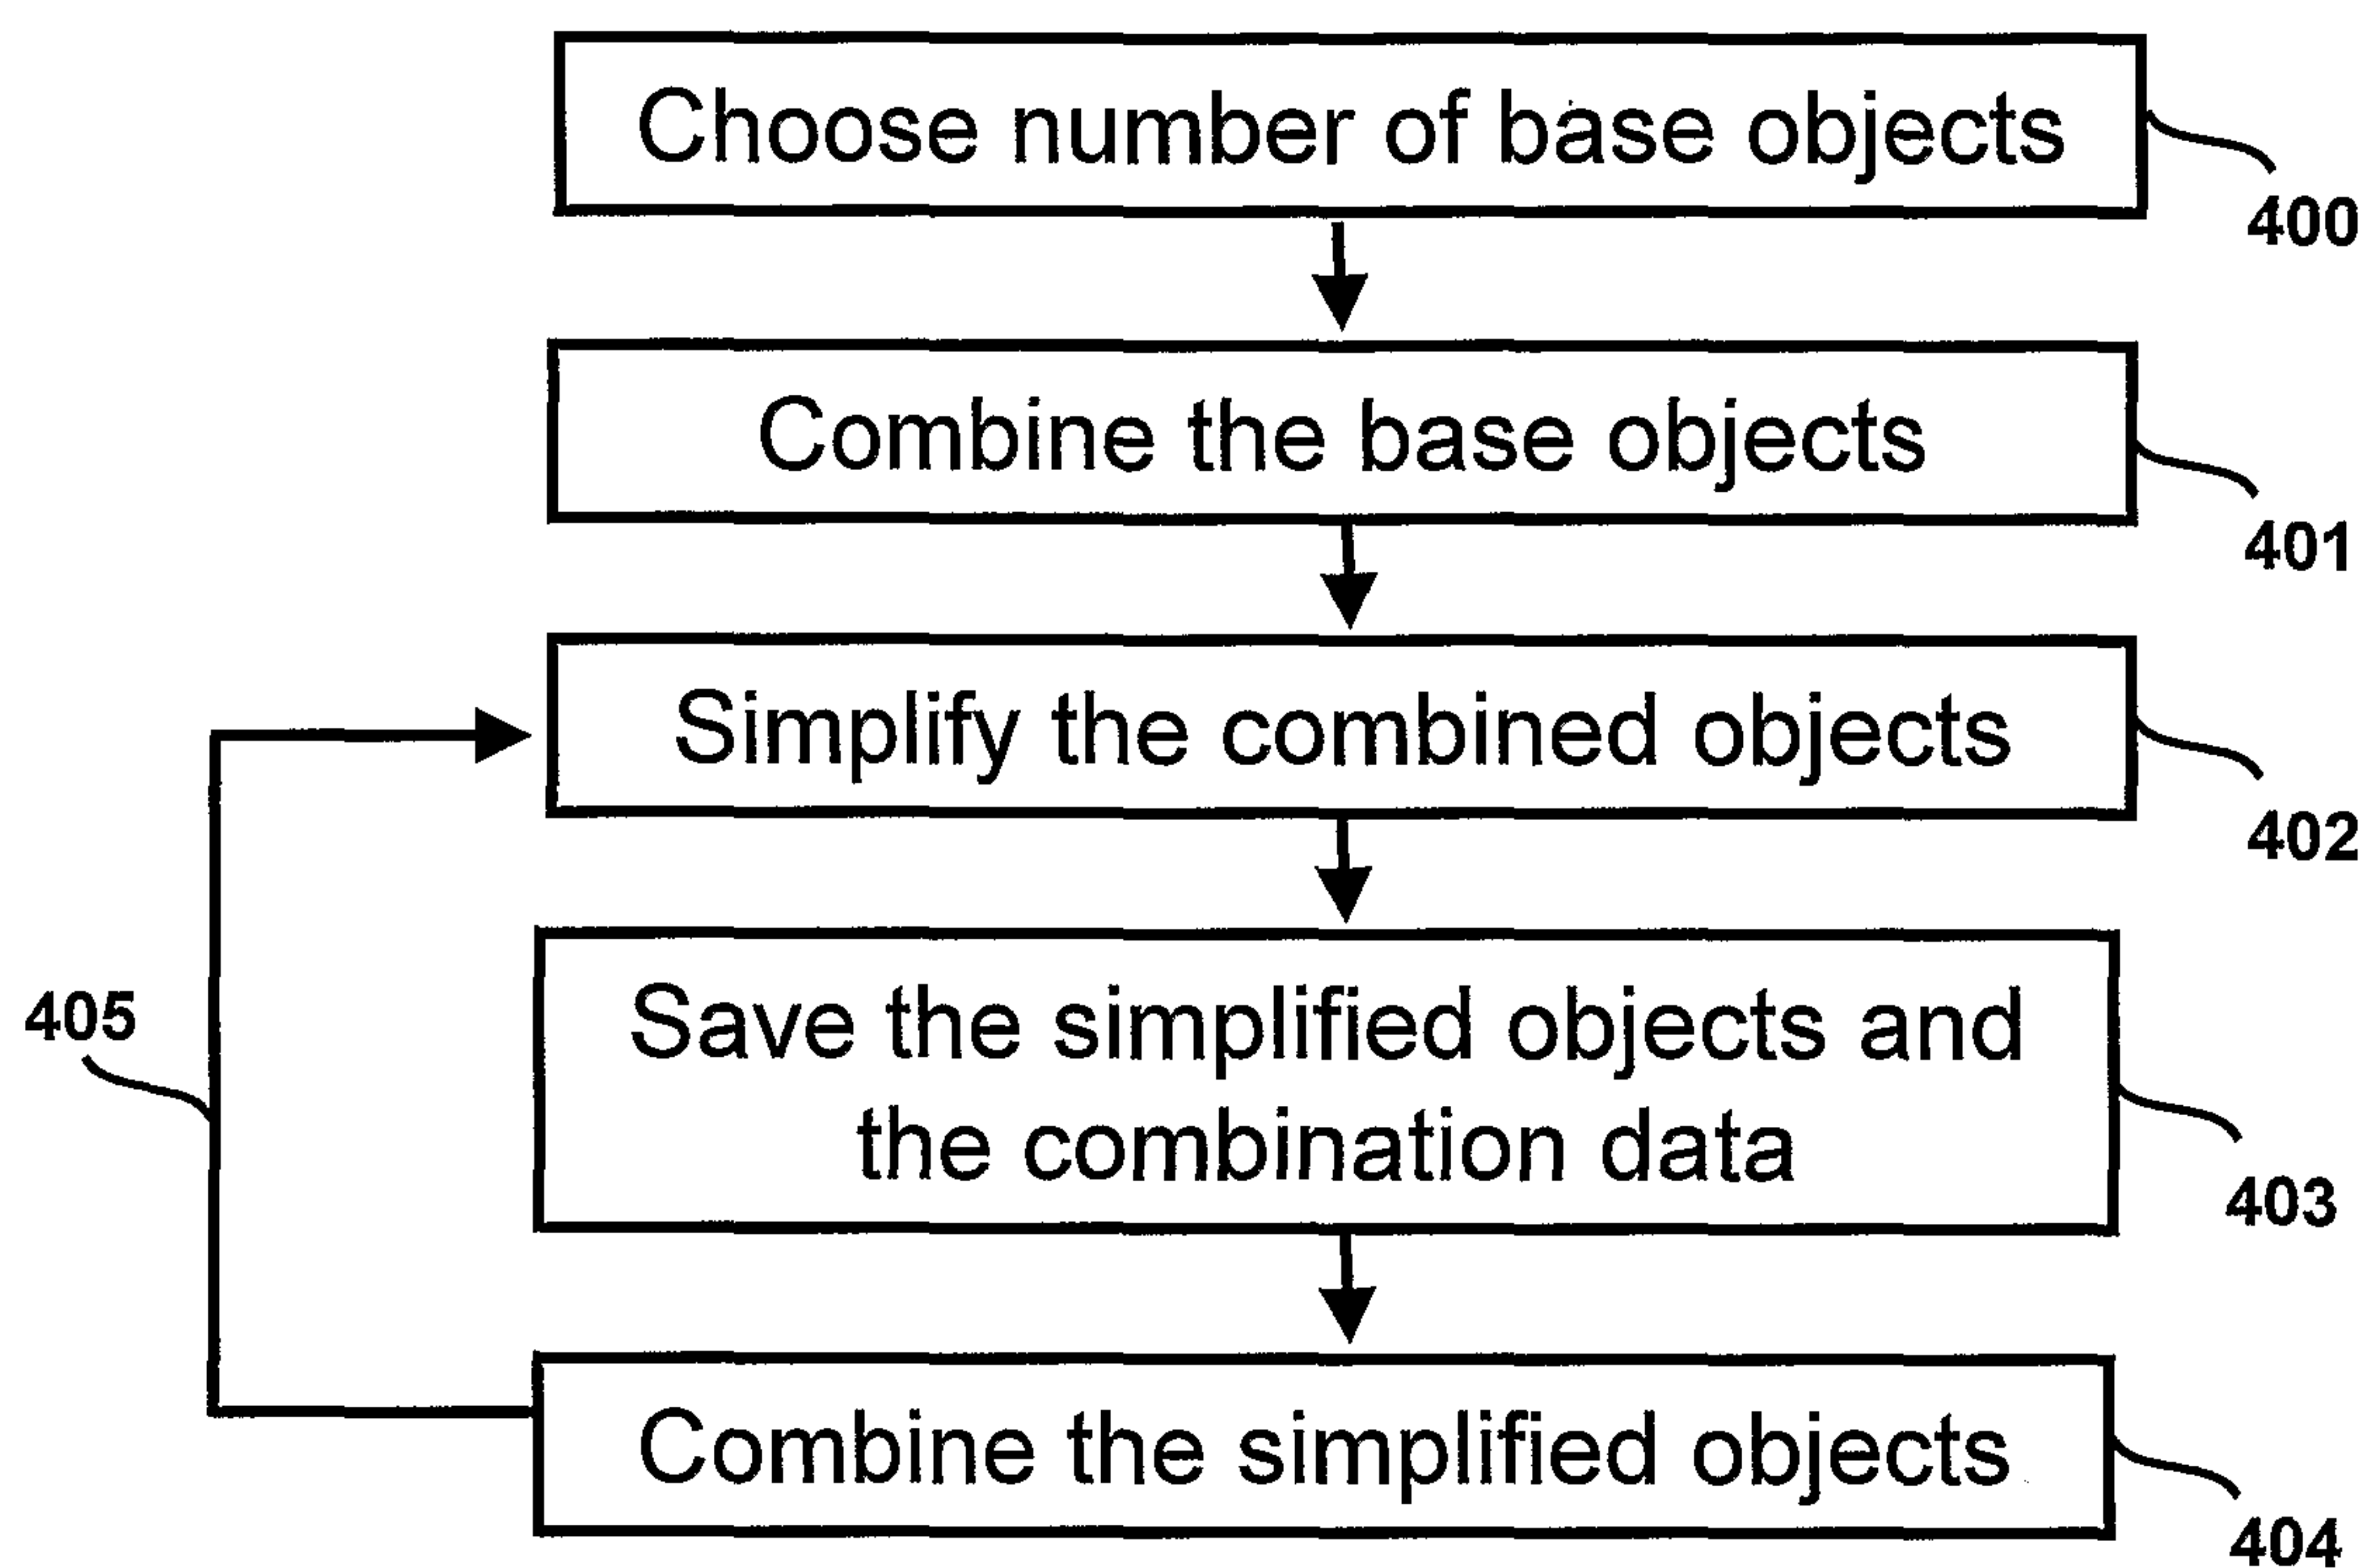 Choose number of base objects
400
Combine the base objects
401
Simplify the combined objects
402
405
Save the simplified objects and
the combination data
403
Combine the simplified objects
404